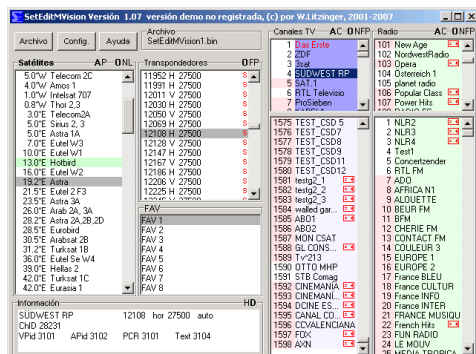 SetEditMVision Versión 1.07 versión demo no registrada, (c) por W.Litzinger, 2001-2007
Archivo Config. Ayuda
Archivo
SetEditMVision1.bin
Satélites AP ONL
5.0°W Telecom 2C
4.0°W Amos 1
1.0°W Intelsat 707
0.8°W Thor 2,3
3.0°E Telecom2A
5.0°E Sirius 2, 3
5.0°E Astra 1A
7.0°E Eutel W3
10.0°E Eutel W1
13.0°E Hotbird
16.0°E Eutel W2
19.2°E Astra
21.5°E Eutel 2 F3
23.5°E Astra 3A
26.0°E Arab 2A, 3A
28.2°E Astra 2A,2B,2D
28.5°E Eurobird
30.5°E Arabsat 2B
31.2°E Turksat 1B
36.0°E Eutel Se W4
39.0°E Hellas 2
42.0°E Turksat 1C
42.0°E Eurasia 1
Transpondedores OFP
11952 H 27500 S
11991 H 27500 S
12011 V 27500 S
12030 H 27500 S
12050 V 27500 S
12069 H 27500 S
12108 H 27500 S
12128 V 27500 S
12147 V 27500 S
12167 V 27500 S
12186 V 27500 S
12206 V 27500 S
12225 H 27500 S
FAV
FAV 1
FAV 2
FAV 3
FAV 4
FAV 5
FAV 6
FAV 7
FAV 8
Información HD
SÜDWEST RP 12108 hor 27500 auto
CHID 28231
VPid 3101 APid 3102 PCR 3101 Text 3104
Canales TV AC ONFP
1 Das Erste
2 ZDF
3 3sat
4 SÜDWEST RP
5 SAT.1
6 RTL Televisio
7 ProSieben
1575 TEST_CSD 5
1576 TEST_CSD7
1577 TEST_CSD8
1578 TEST_CSD9
1579 TEST_CSD11
1580 TEST_CSD12
1581 testg2_1
1582 testg2_2
1583 testg2_3
1584 walled gar...
1585 ABO1
1586 ABO2
1587 MON CSAT
1588 GL CONS...
1589 Tv"213
1590 OTTO MHP
1591 STB Comag
1592 CINEMANÍA
1593 CINEMANÍ...
1594 DCINE ES...
1595 CANAL CO...
1596 CCVALENCIANA
1597 FOX
1598 AXN
Radio AC ONFP
101 New Age
102 NordwestRadio
103 Opera
104 Österreich 1
105 planet radio
106 Popular Class
107 Power Hits
1 NLR2
2 NLR3
3 NLR4
4 Test1
5 Concertzender
6 RTL FM
7 ADO
8 AFRICA N1
9 ALOUETTE
10 BEUR FM
11 BFM
12 CHERIE FM
13 CONTACT FM
14 COULEUR 3
15 EUROPE 1
16 EUROPE 2
17 France BLEU
18 France CULTUR
19 France INFO
20 France INTER
21 FRANCE MUSIQU
22 French Hits
23 FUN RADIO
24 LE MOUV
25 MEDIA TROPICA